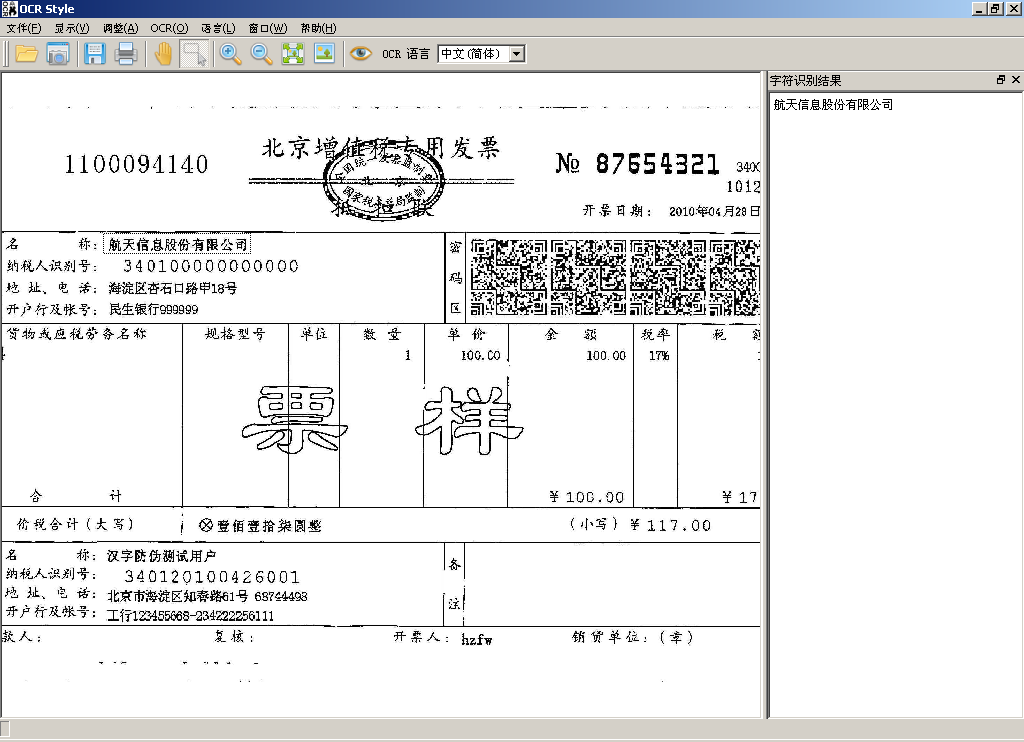 OCR Style
文件(F) 显示(V) 调整(A) OCR(O) 语言(L) 窗口(W) 帮助(H)
OCR 语言 中文(简体)
字符识别结果
航天信息股份有限公司
北京增值税专用发票
1100094140
№ 87654321
1012
全国统一发票监制章
北 京
国家税务总局监制
抵 扣 联
开票日期: 2010年04月28日
名 称: 航天信息股份有限公司
纳税人识别号: 340100000000000
地 址、电 话: 海淀区杏石口路甲18号
开户行及帐号: 民生银行999999
密码区
货物或应税劳务名称 规格型号 单位 数 量 单 价 金 额 税率 税 额
1 100.00 100.00 17%
票 样
合 计 ¥100.00 ¥17
价税合计(大写) ⊗壹佰壹拾柒圆整 (小写) ¥117.00
名 称: 汉字防伪测试用户
纳税人识别号: 340120100426001
地 址、电 话: 北京市海淀区知春路61号 68744498
开户行及帐号: 工行123455668-234222256111
备注
款人: 复核: 开票人: hzfw 销货单位:(章)